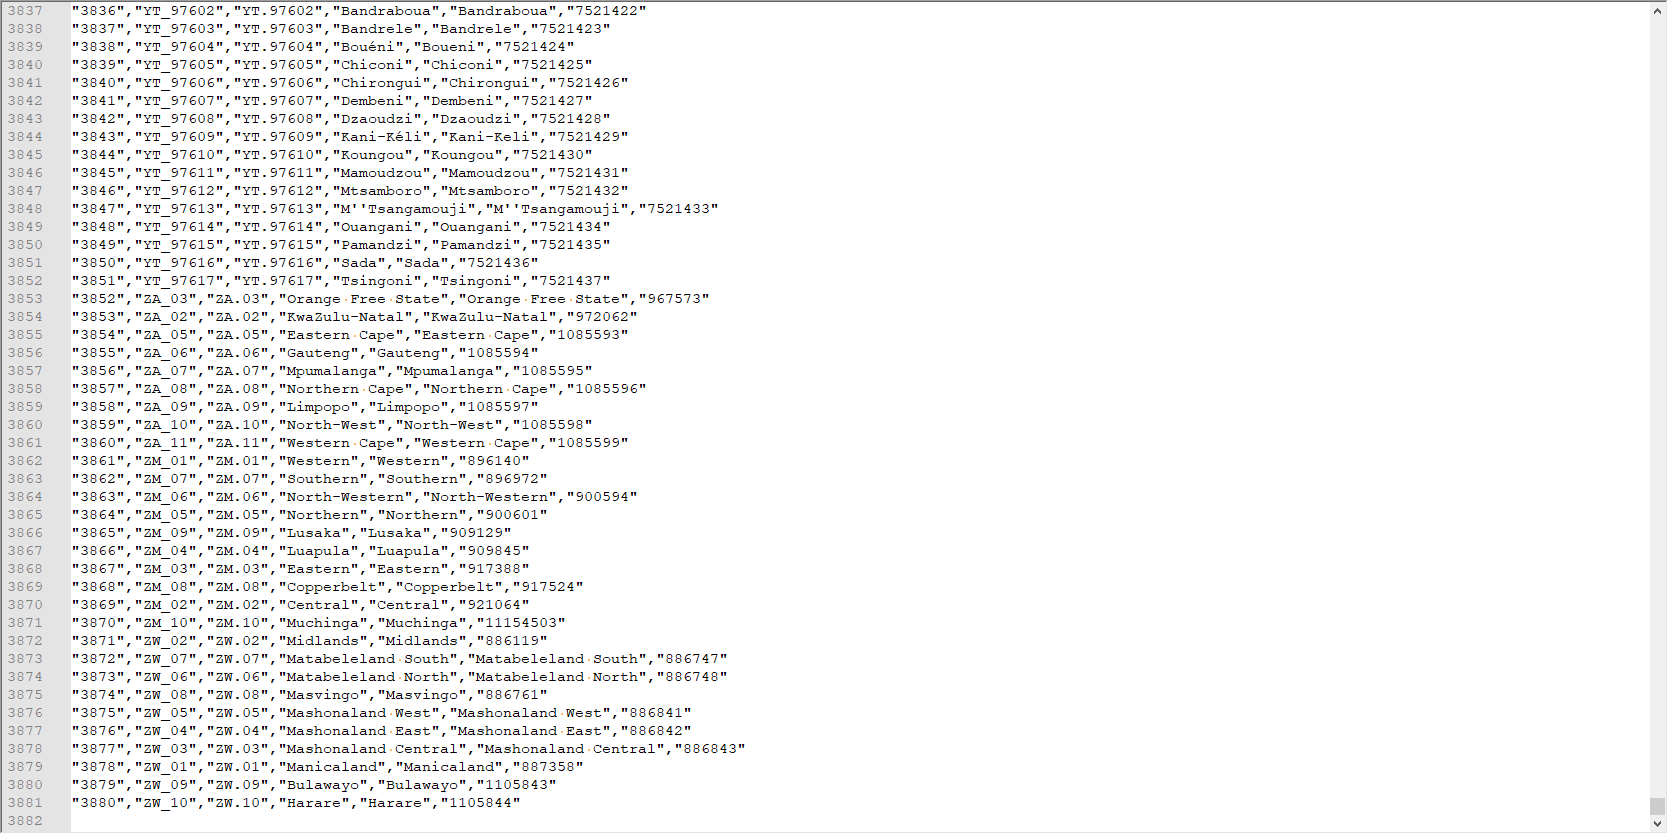 3837 "3836","YT_97602","YT.97602","Bandraboua","Bandraboua","7521422"
3838 "3837","YT_97603","YT.97603","Bandrele","Bandrele","7521423"
3839 "3838","YT_97604","YT.97604","Bouéni","Boueni","7521424"
3840 "3839","YT_97605","YT.97605","Chiconi","Chiconi","7521425"
3841 "3840","YT_97606","YT.97606","Chirongui","Chirongui","7521426"
3842 "3841","YT_97607","YT.97607","Dembeni","Dembeni","7521427"
3843 "3842","YT_97608","YT.97608","Dzaoudzi","Dzaoudzi","7521428"
3844 "3843","YT_97609","YT.97609","Kani-Kéli","Kani-Keli","7521429"
3845 "3844","YT_97610","YT.97610","Koungou","Koungou","7521430"
3846 "3845","YT_97611","YT.97611","Mamoudzou","Mamoudzou","7521431"
3847 "3846","YT_97612","YT.97612","Mtsamboro","Mtsamboro","7521432"
3848 "3847","YT_97613","YT.97613","M''Tsangamouji","M''Tsangamouji","7521433"
3849 "3848","YT_97614","YT.97614","Ouangani","Ouangani","7521434"
3850 "3849","YT_97615","YT.97615","Pamandzi","Pamandzi","7521435"
3851 "3850","YT_97616","YT.97616","Sada","Sada","7521436"
3852 "3851","YT_97617","YT.97617","Tsingoni","Tsingoni","7521437"
3853 "3852","ZA_03","ZA.03","Orange Free State","Orange Free State","967573"
3854 "3853","ZA_02","ZA.02","KwaZulu-Natal","KwaZulu-Natal","972062"
3855 "3854","ZA_05","ZA.05","Eastern Cape","Eastern Cape","1085593"
3856 "3855","ZA_06","ZA.06","Gauteng","Gauteng","1085594"
3857 "3856","ZA_07","ZA.07","Mpumalanga","Mpumalanga","1085595"
3858 "3857","ZA_08","ZA.08","Northern Cape","Northern Cape","1085596"
3859 "3858","ZA_09","ZA.09","Limpopo","Limpopo","1085597"
3860 "3859","ZA_10","ZA.10","North-West","North-West","1085598"
3861 "3860","ZA_11","ZA.11","Western Cape","Western Cape","1085599"
3862 "3861","ZM_01","ZM.01","Western","Western","896140"
3863 "3862","ZM_07","ZM.07","Southern","Southern","896972"
3864 "3863","ZM_06","ZM.06","North-Western","North-Western","900594"
3865 "3864","ZM_05","ZM.05","Northern","Northern","900601"
3866 "3865","ZM_09","ZM.09","Lusaka","Lusaka","909129"
3867 "3866","ZM_04","ZM.04","Luapula","Luapula","909845"
3868 "3867","ZM_03","ZM.03","Eastern","Eastern","917388"
3869 "3868","ZM_08","ZM.08","Copperbelt","Copperbelt","917524"
3870 "3869","ZM_02","ZM.02","Central","Central","921064"
3871 "3870","ZM_10","ZM.10","Muchinga","Muchinga","11154503"
3872 "3871","ZW_02","ZW.02","Midlands","Midlands","886119"
3873 "3872","ZW_07","ZW.07","Matabeleland South","Matabeleland South","886747"
3874 "3873","ZW_06","ZW.06","Matabeleland North","Matabeleland North","886748"
3875 "3874","ZW_08","ZW.08","Masvingo","Masvingo","886761"
3876 "3875","ZW_05","ZW.05","Mashonaland West","Mashonaland West","886841"
3877 "3876","ZW_04","ZW.04","Mashonaland East","Mashonaland East","886842"
3878 "3877","ZW_03","ZW.03","Mashonaland Central","Mashonaland Central","886843"
3879 "3878","ZW_01","ZW.01","Manicaland","Manicaland","887358"
3880 "3879","ZW_09","ZW.09","Bulawayo","Bulawayo","1105843"
3881 "3880","ZW_10","ZW.10","Harare","Harare","1105844"
3882